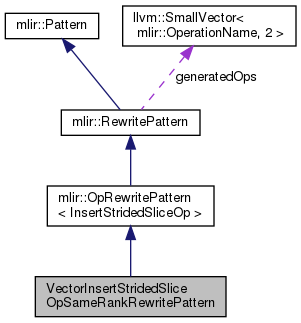 mlir::Pattern
llvm::SmallVector<
mlir::OperationName, 2 >
generatedOps
mlir::RewritePattern
mlir::OpRewritePattern
< InsertStridedSliceOp >
VectorInsertStridedSlice
OpSameRankRewritePattern